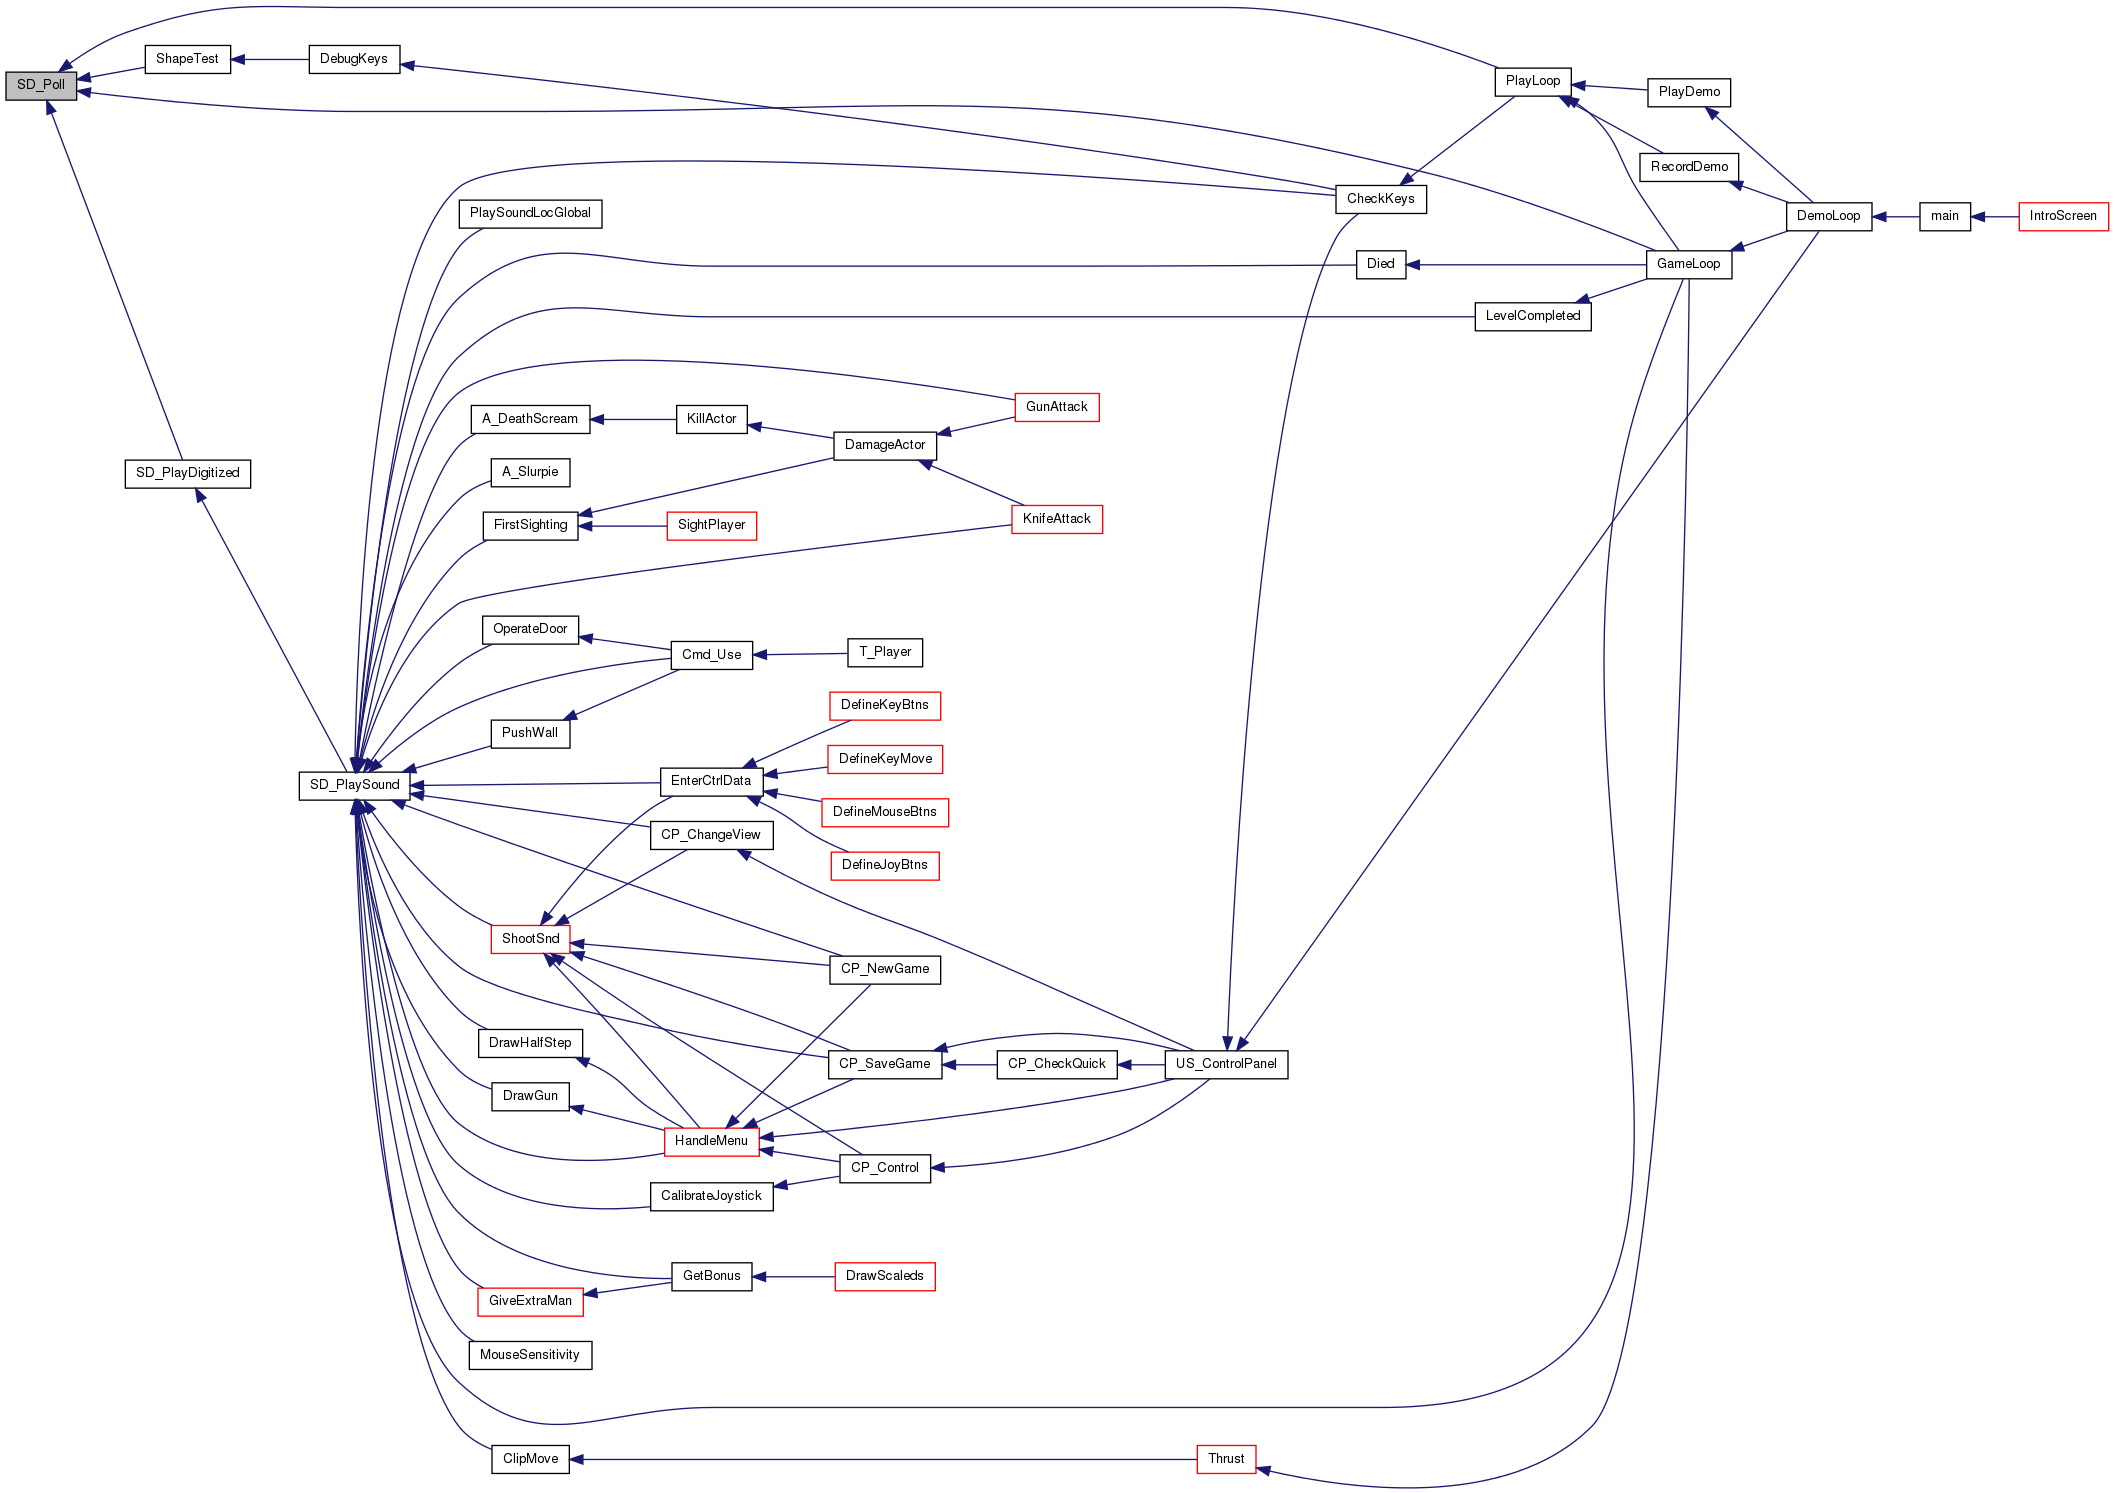 SD_Poll
ShapeTest
DebugKeys
PlayLoop
PlayDemo
RecordDemo
CheckKeys
DemoLoop
main
IntroScreen
PlaySoundLocGlobal
Died
GameLoop
LevelCompleted
GunAttack
A_DeathScream
KillActor
DamageActor
SD_PlayDigitized
A_Slurpie
FirstSighting
SightPlayer
KnifeAttack
OperateDoor
Cmd_Use
T_Player
DefineKeyBtns
PushWall
DefineKeyMove
SD_PlaySound
EnterCtrlData
DefineMouseBtns
CP_ChangeView
DefineJoyBtns
ShootSnd
CP_NewGame
DrawHalfStep
CP_SaveGame
CP_CheckQuick
US_ControlPanel
DrawGun
HandleMenu
CP_Control
CalibrateJoystick
GetBonus
DrawScaleds
GiveExtraMan
MouseSensitivity
ClipMove
Thrust